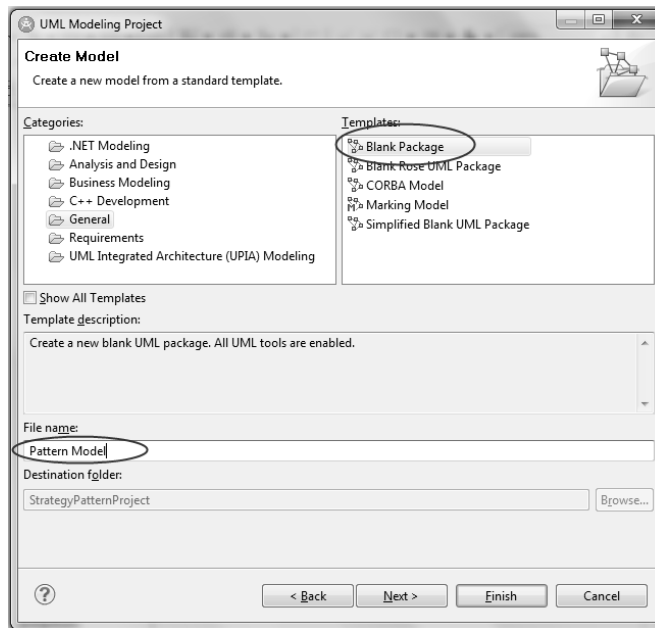 UML Modeling Project
Create Model
Create a new model from a standard template.
Categories:
.NET Modeling
Analysis and Design
Business Modeling
C++ Development
General
Requirements
UML Integrated Architecture (UPIA) Modeling
Templates:
Blank Package
Blank Rose UML Package
CORBA Model
Marking Model
Simplified Blank UML Package
Show All Templates
Template description:
Create a new blank UML package. All UML tools are enabled.
File name:
Pattern Model
Destination folder:
StrategyPatternProject
Browse...
?
< Back
Next >
Finish
Cancel